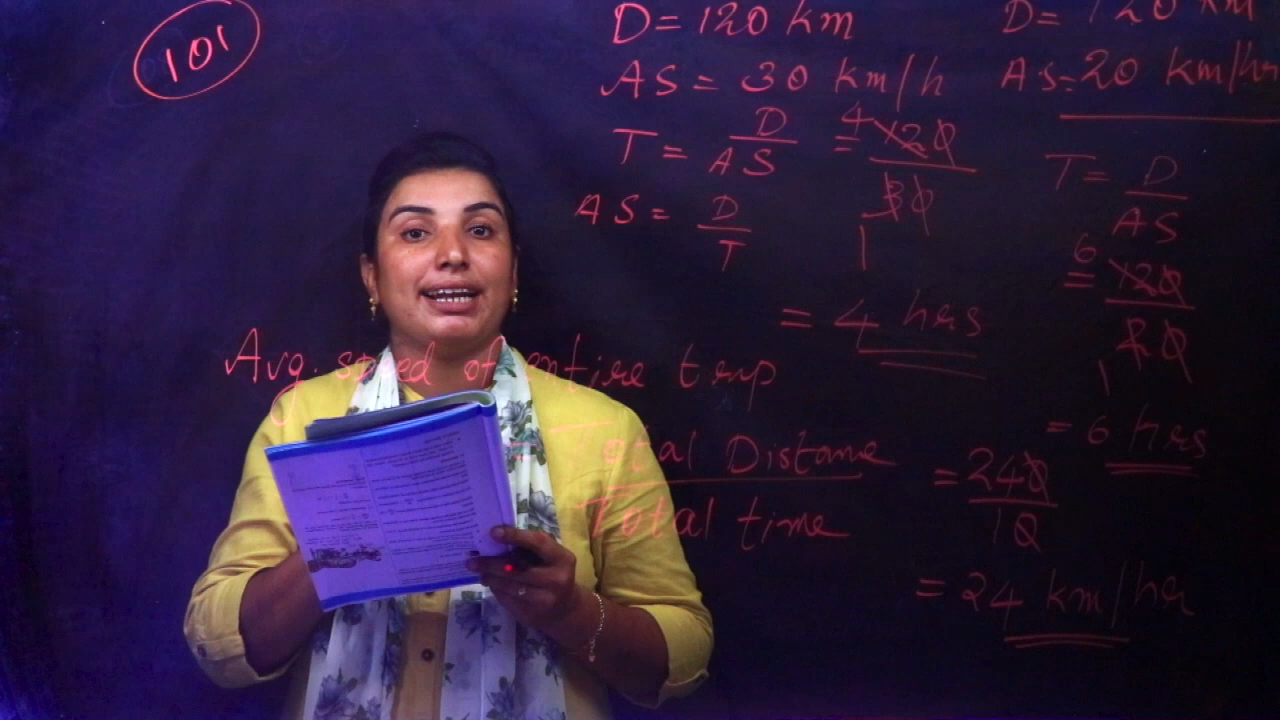 101
D = 120 km
AS = 30 km/h
T = D/AS = 4 120/30 1
AS = D/T
= 4 hrs
D = 120 km
AS = 20 km/hr
T = D/AS
= 6 120/20 1
= 6 hrs
Avg. speed of entire trip
= Total Distance/Total time = 240/10
= 24 km/hr